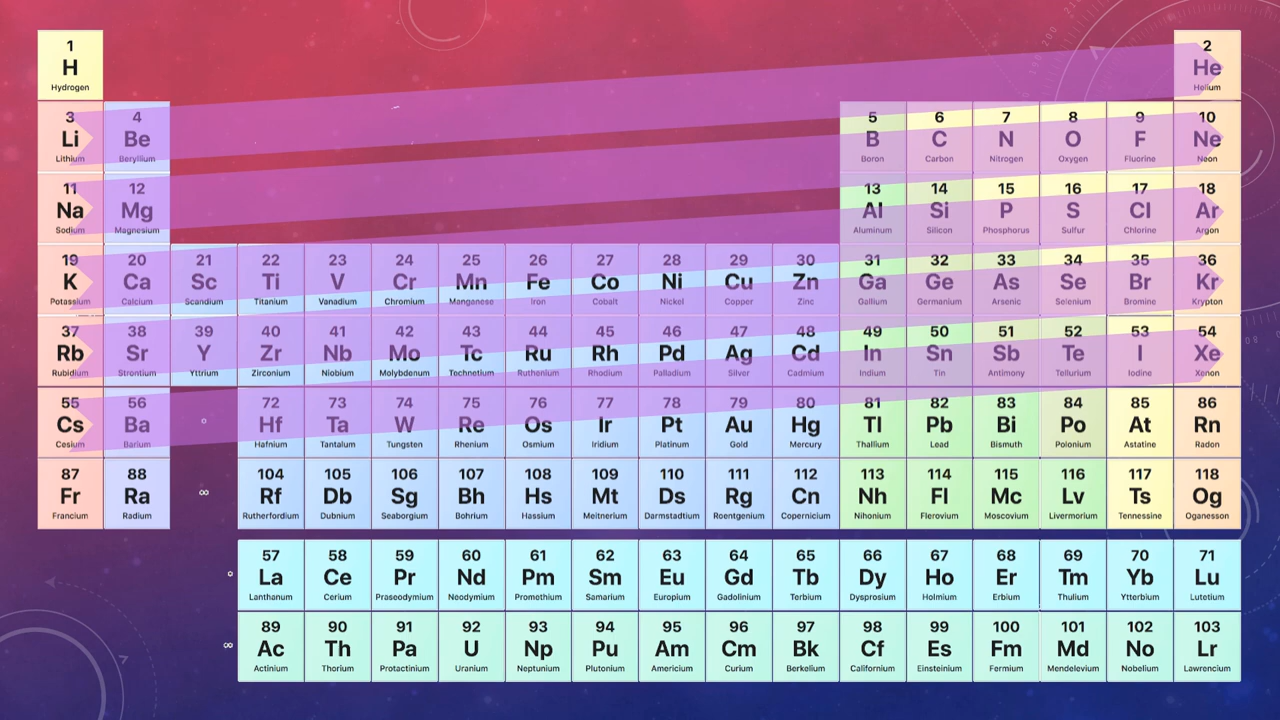 1 2
H He
Hydrogen Helium
3 4 5 6 7 8 9 10
Li Be B C N O F Ne
Lithium Beryllium Boron Carbon Nitrogen Oxygen Fluorine Neon
11 12 13 14 15 16 17 18
Na Mg Al Si P S Cl Ar
Sodium Magnesium Aluminum Silicon Phosphorus Sulfur Chlorine Argon
19 20 21 22 23 24 25 26 27 28 29 30 31 32 33 34 35 36
K Ca Sc Ti V Cr Mn Fe Co Ni Cu Zn Ga Ge As Se Br Kr
Potassium Calcium Scandium Titanium Vanadium Chromium Manganese Iron Cobalt Nickel Copper Zinc Gallium Germanium Arsenic Selenium Bromine Krypton
37 38 39 40 41 42 43 44 45 46 47 48 49 50 51 52 53 54
Rb Sr Y Zr Nb Mo Tc Ru Rh Pd Ag Cd In Sn Sb Te I Xe
Rubidium Strontium Yttrium Zirconium Niobium Molybdenum Technetium Ruthenium Rhodium Palladium Silver Cadmium Indium Tin Antimony Tellurium Iodine Xenon
55 56 72 73 74 75 76 77 78 79 80 81 82 83 84 85 86
Cs Ba Hf Ta W Re Os Ir Pt Au Hg Tl Pb Bi Po At Rn
Cesium Barium Hafnium Tantalum Tungsten Rhenium Osmium Iridium Platinum Gold Mercury Thallium Lead Bismuth Polonium Astatine Radon
87 88 104 105 106 107 108 109 110 111 112 113 114 115 116 117 118
Fr Ra Rf Db Sg Bh Hs Mt Ds Rg Cn Nh Fl Mc Lv Ts Og
Francium Radium Rutherfordium Dubnium Seaborgium Bohrium Hassium Meitnerium Darmstadtium Roentgenium Copernicium Nihonium Flerovium Moscovium Livermorium Tennessine Oganesson
57 58 59 60 61 62 63 64 65 66 67 68 69 70 71
La Ce Pr Nd Pm Sm Eu Gd Tb Dy Ho Er Tm Yb Lu
Lanthanum Cerium Praseodymium Neodymium Promethium Samarium Europium Gadolinium Terbium Dysprosium Holmium Erbium Thulium Ytterbium Lutetium
89 90 91 92 93 94 95 96 97 98 99 100 101 102 103
Ac Th Pa U Np Pu Am Cm Bk Cf Es Fm Md No Lr
Actinium Thorium Protactinium Uranium Neptunium Plutonium Americium Curium Berkelium Californium Einsteinium Fermium Mendelevium Nobelium Lawrencium